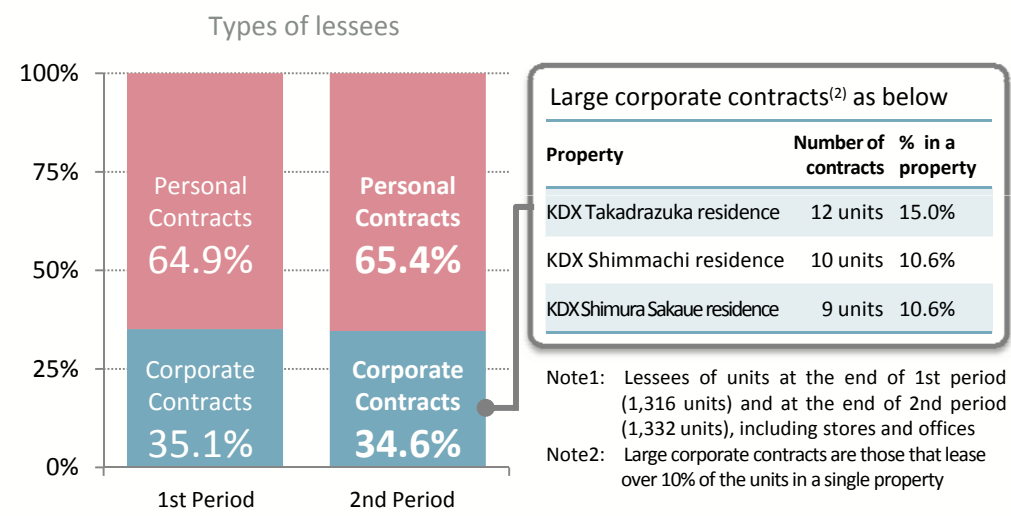 Types of lessees
100%
75%
50%
25%
0%
Personal
Contracts
64.9%
Corporate
Contracts
35.1%
1st Period
Personal
Contracts
65.4%
Corporate
Contracts
34.6%
2nd Period
Large corporate contracts(2) as below
Property Number of contracts % in a property
KDX Takadrazuka residence 12 units 15.0%
KDX Shimmachi residence 10 units 10.6%
KDX Shimura Sakaue residence 9 units 10.6%
Note1: Lessees of units at the end of 1st period
(1,316 units) and at the end of 2nd period
(1,332 units), including stores and offices
Note2: Large corporate contracts are those that lease
over 10% of the units in a single property